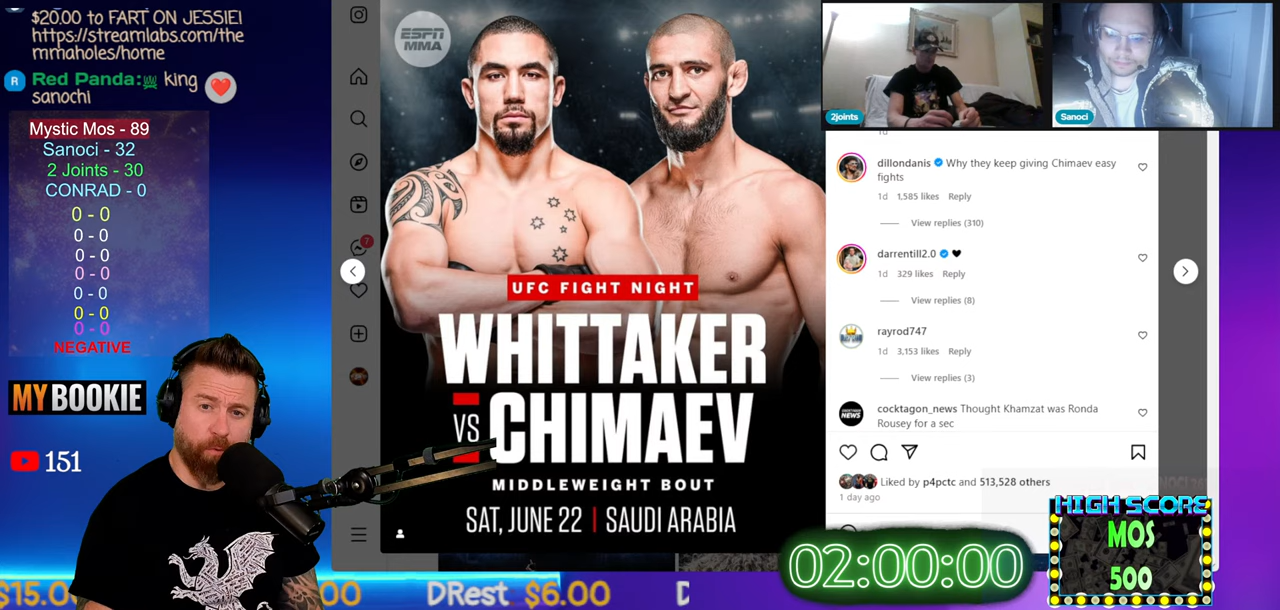 $20.00 to FART ON JESSIE!
https://streamlabs.com/the
mmaholes/home
R Red Panda: king
sanochi
Mystic Mos - 89
Sanoci - 32
2 Joints - 30
CONRAD - 0
0 - 0
0 - 0
0 - 0
0 - 0
0 - 0
0 - 0
0 - 0
NEGATIVE
MY BOOKIE
151
7
ESPN
MMA
UFC FIGHT NIGHT
WHITTAKER
VS CHIMAEV
MIDDLEWEIGHT BOUT
SAT, JUNE 22 | SAUDI ARABIA
2joints
Sanoci
1d
dillondanis Why they keep giving Chimaev easy
fights
1d 1,585 likes Reply
View replies (310)
darrentill2.0 🖤
1d 329 likes Reply
View replies (8)
rayrod747
1d 3,153 likes Reply
View replies (3)
cocktagon_news Thought Khamzat was Ronda
Rousey for a sec
Liked by p4pctc and 513,528 others
1 day ago
HIGH SCORE
MOS
500
02:00:00
$15.0
00
DRest $6.00